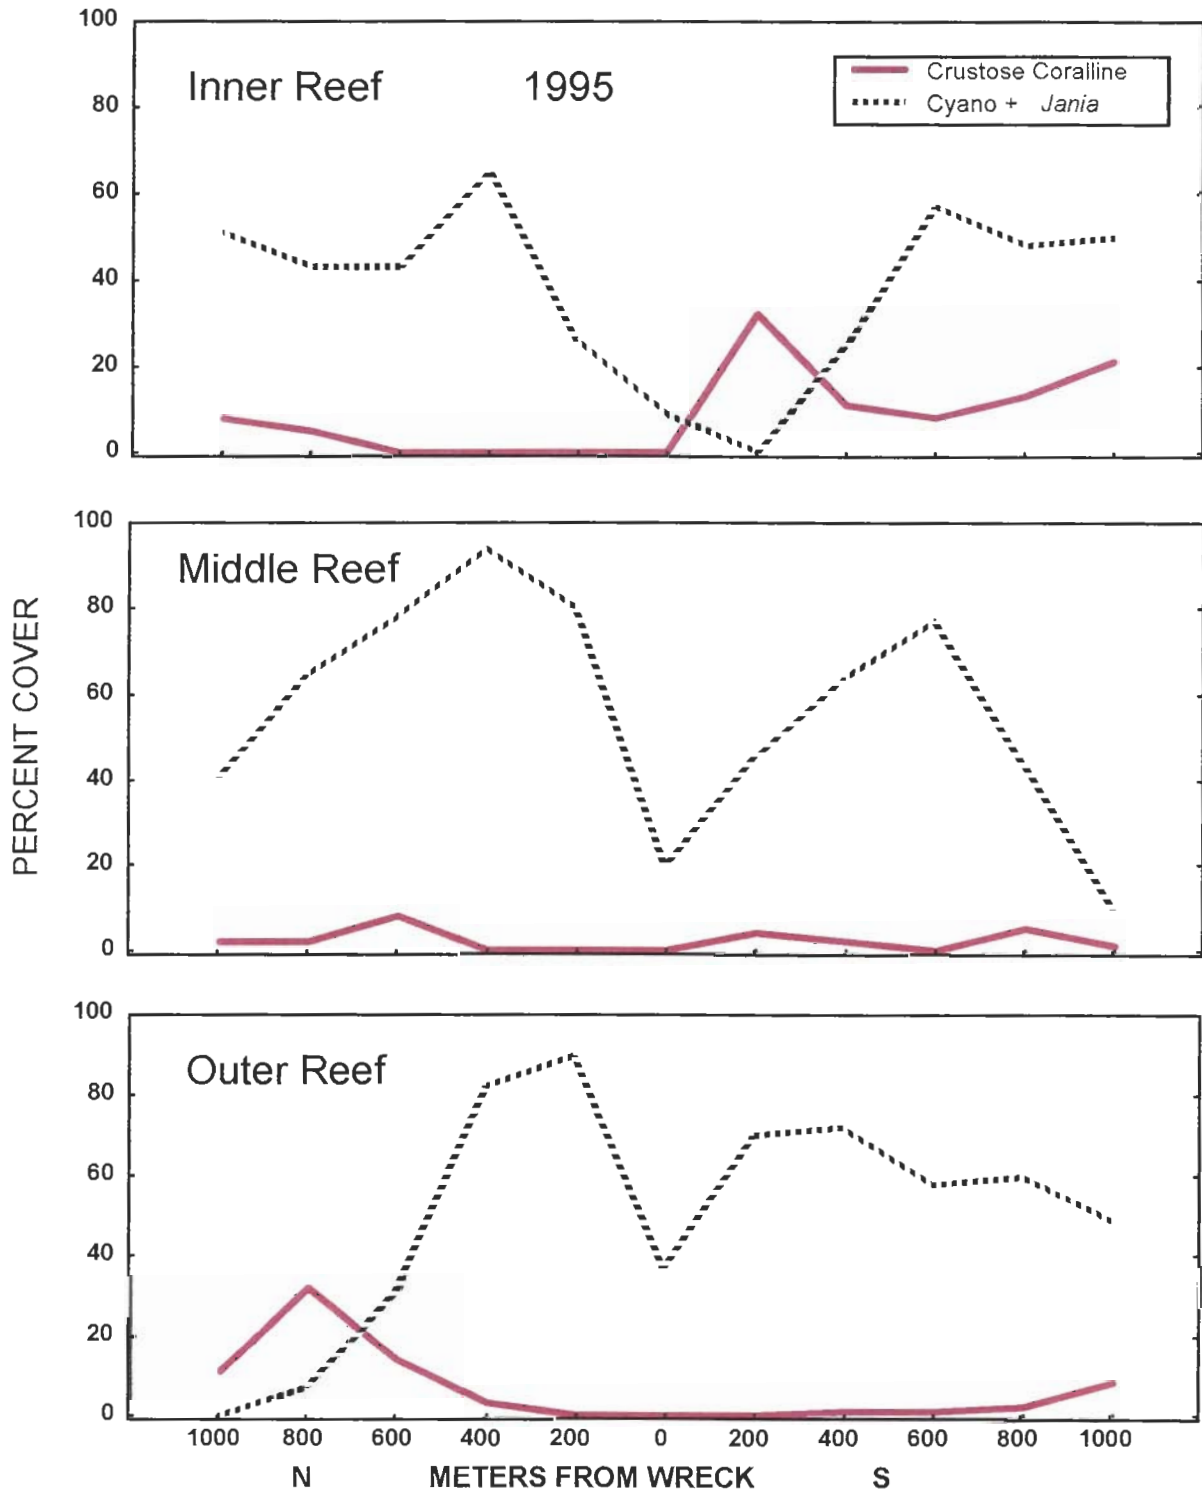 100
Inner Reef 1995
Crustose Coralline
Cyano + Jania
80
60
40
20
0
100
Middle Reef
80
60
40
20
0
PERCENT COVER
100
Outer Reef
80
60
40
20
0
1000 800 600 400 200 0 200 400 600 800 1000
N METERS FROM WRECK S